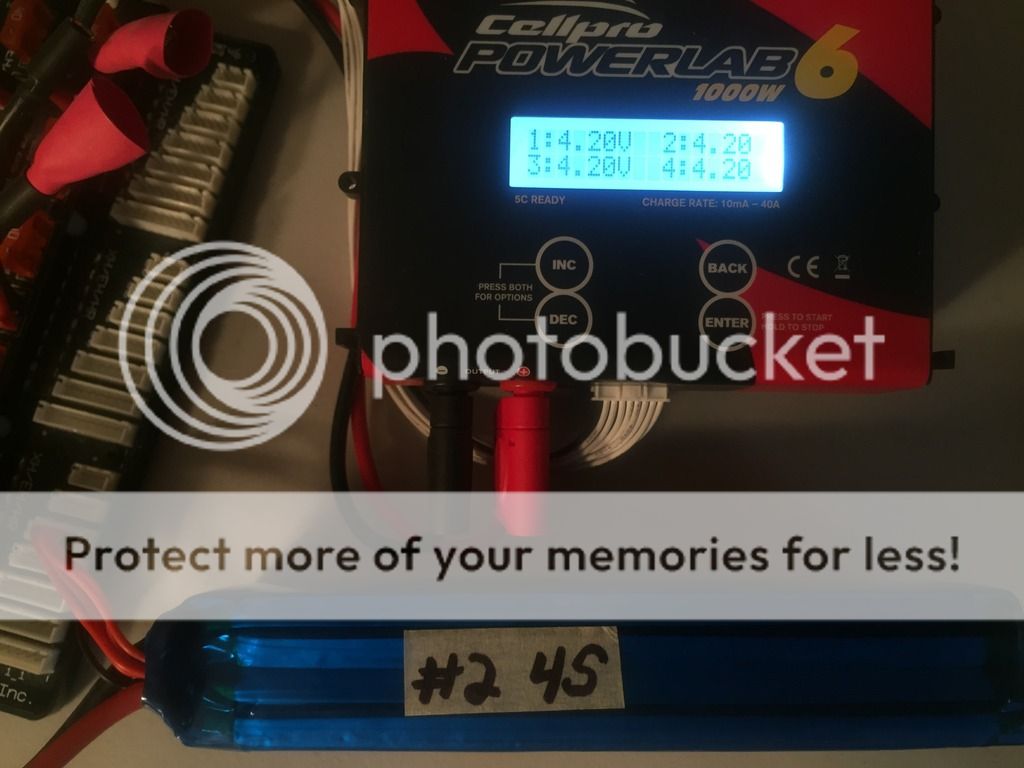 Cellpro
POWERLAB 6
1000W
1:4.20V 2:4.20
3:4.20V 4:4.20
5C READY
CHARGE RATE: 10mA – 40A
INC
BACK
PRESS BOTH
FOR OPTIONS
DEC
ENTER
PRESS TO START
HOLD TO STOP
CE
photobucket
OUTPUT
Protect more of your memories for less!
#2 4S
Inc.